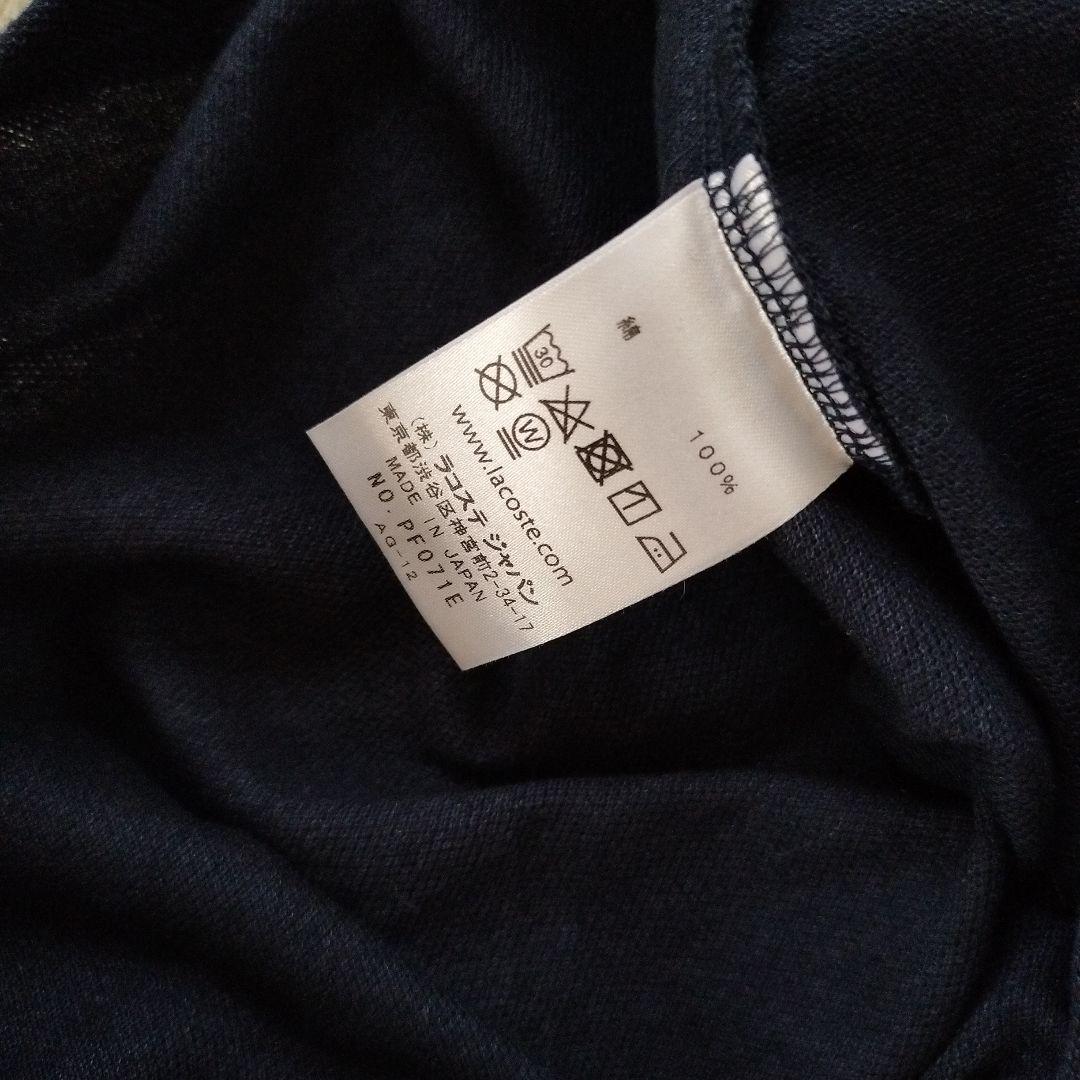 綿 100%
30
W
www.lacoste.com
(株) ラコステ ジャパン
東京都渋谷区神宮前2-34-17
MADE IN JAPAN
NO. PF071E
AG-12